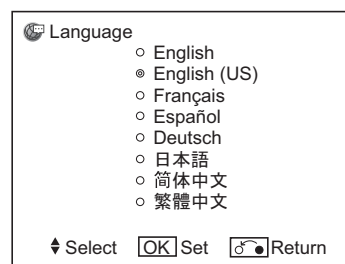 Language
English
English (US)
Français
Español
Deutsch
日本語
简体中文
繁體中文
Select OK Set Return